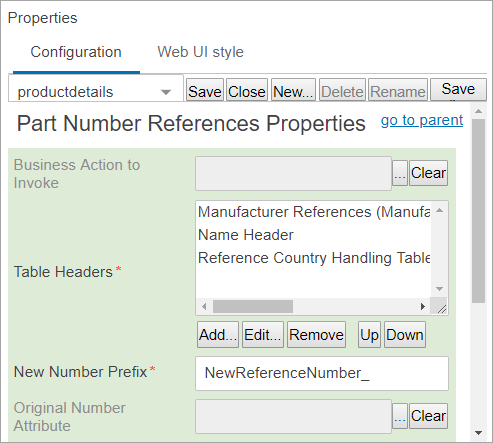 Properties
Configuration Web UI style
productdetails Save Close New... Delete Rename Save
Part Number References Properties go to parent
Business Action to
Invoke
... Clear
Manufacturer References (Manufa
Name Header
Reference Country Handling Table
Table Headers*
Add... Edit... Remove Up Down
New Number Prefix* NewReferenceNumber_
Original Number
Attribute
... Clear